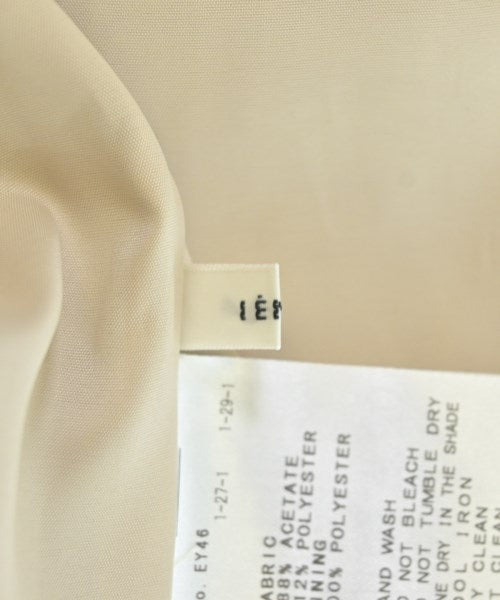 m
o. EY46
1-27-1 1-29-1
ABRIC
88% ACETATE
12% POLYESTER
INING
00% POLYESTER
AND WASH
O NOT BLEACH
O NOT TUMBLE DRY
NE DRY IN THE SHADE
OOL IRON
Y CLEAN
T CLEAN